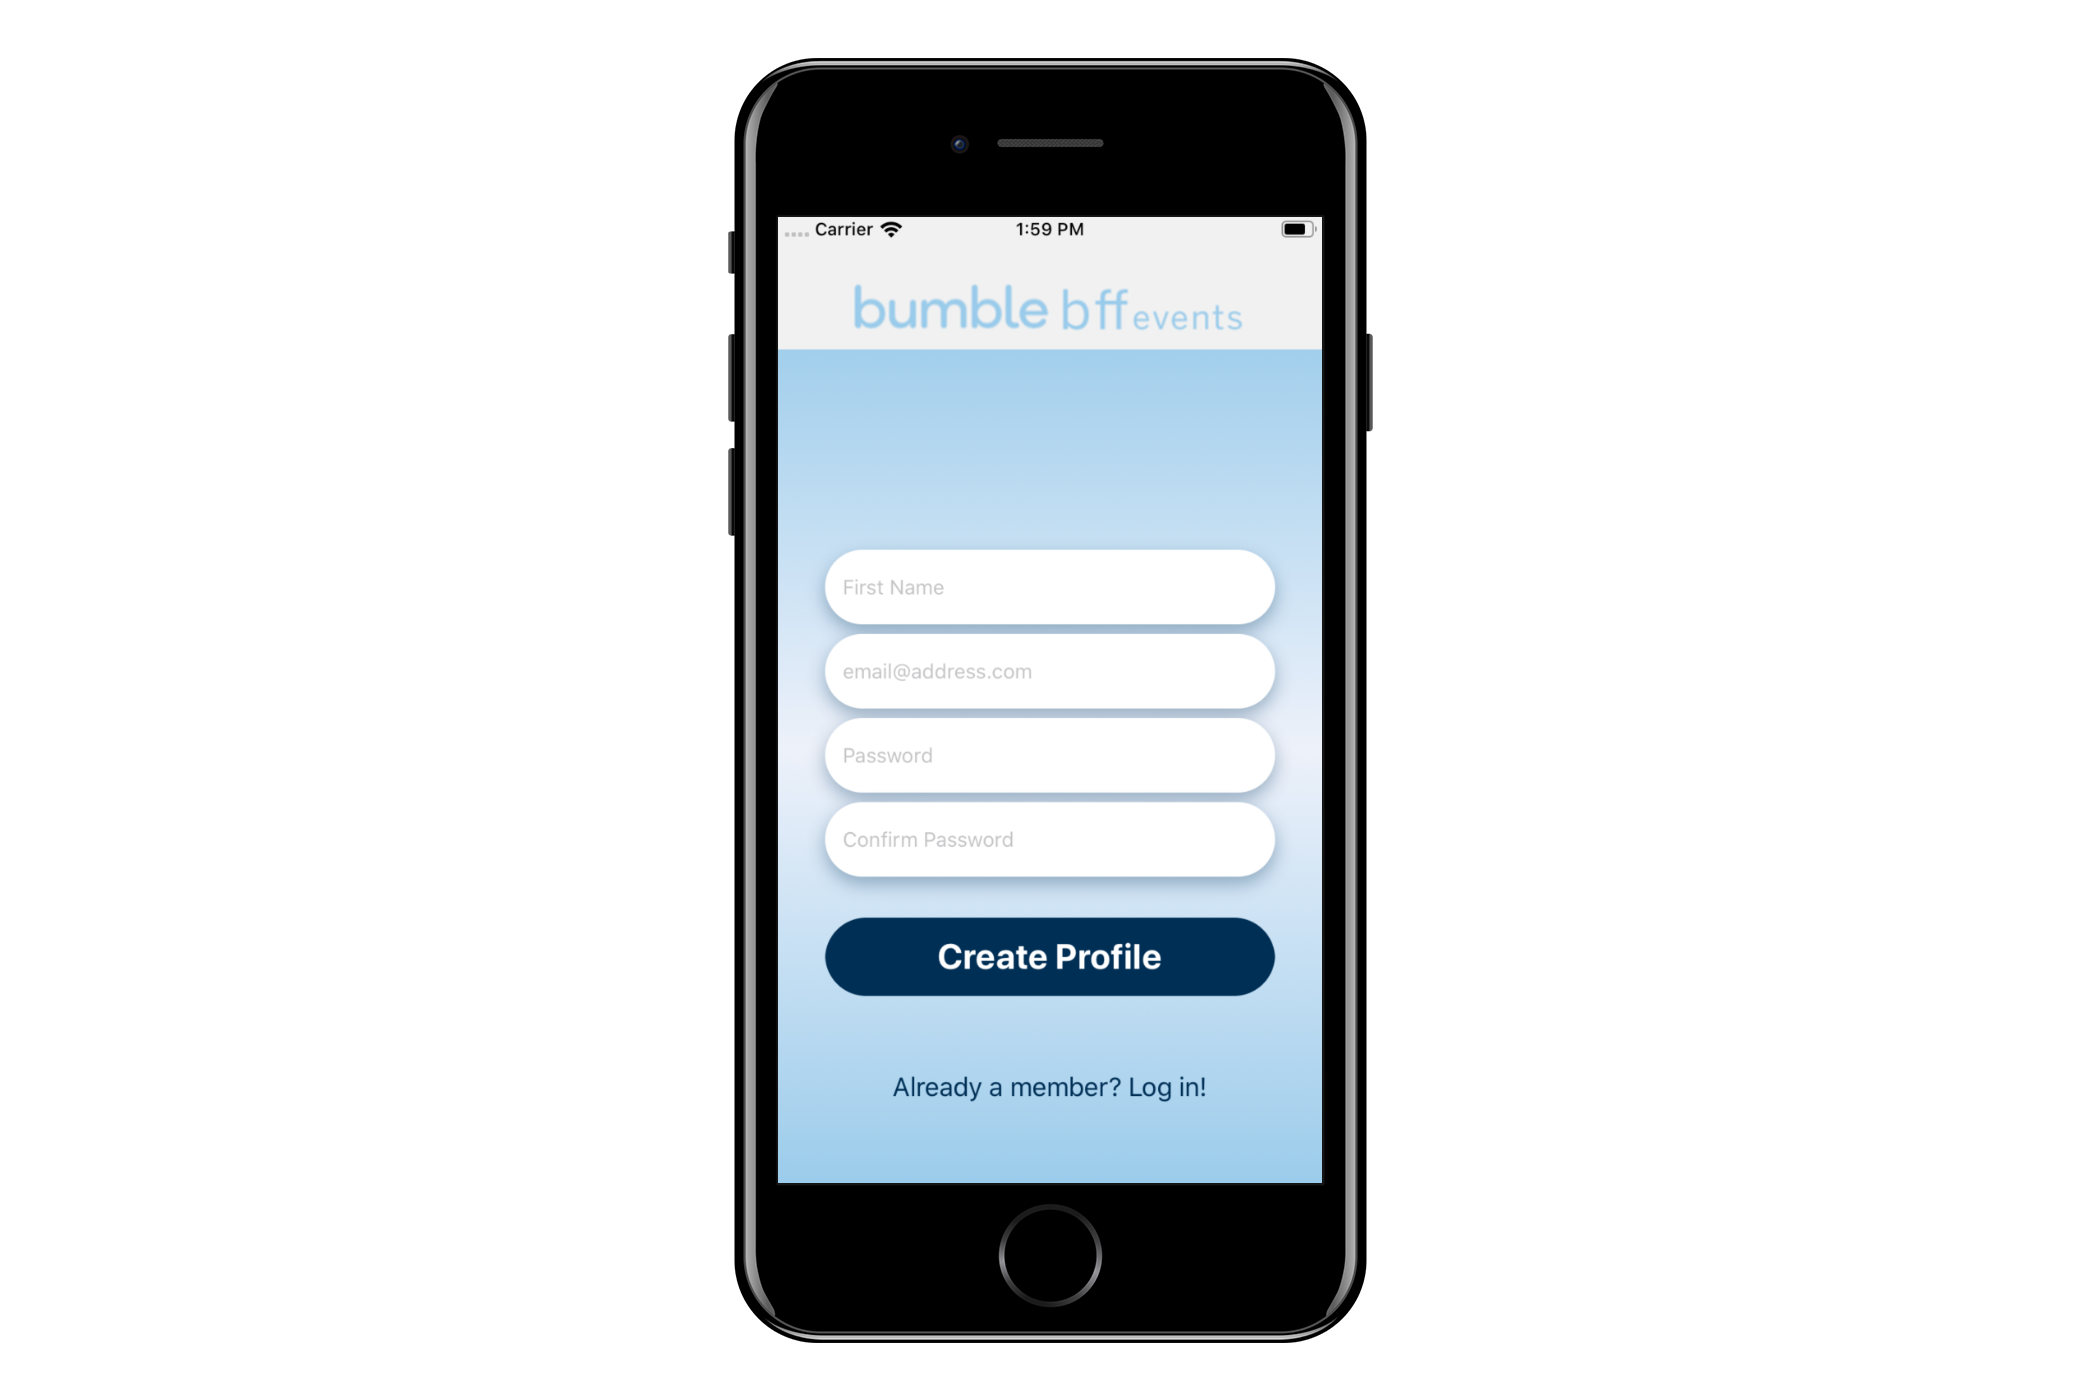 Carrier 1:59 PM
bumble bff events
First Name
email@address.com
Password
Confirm Password
Create Profile
Already a member? Log in!